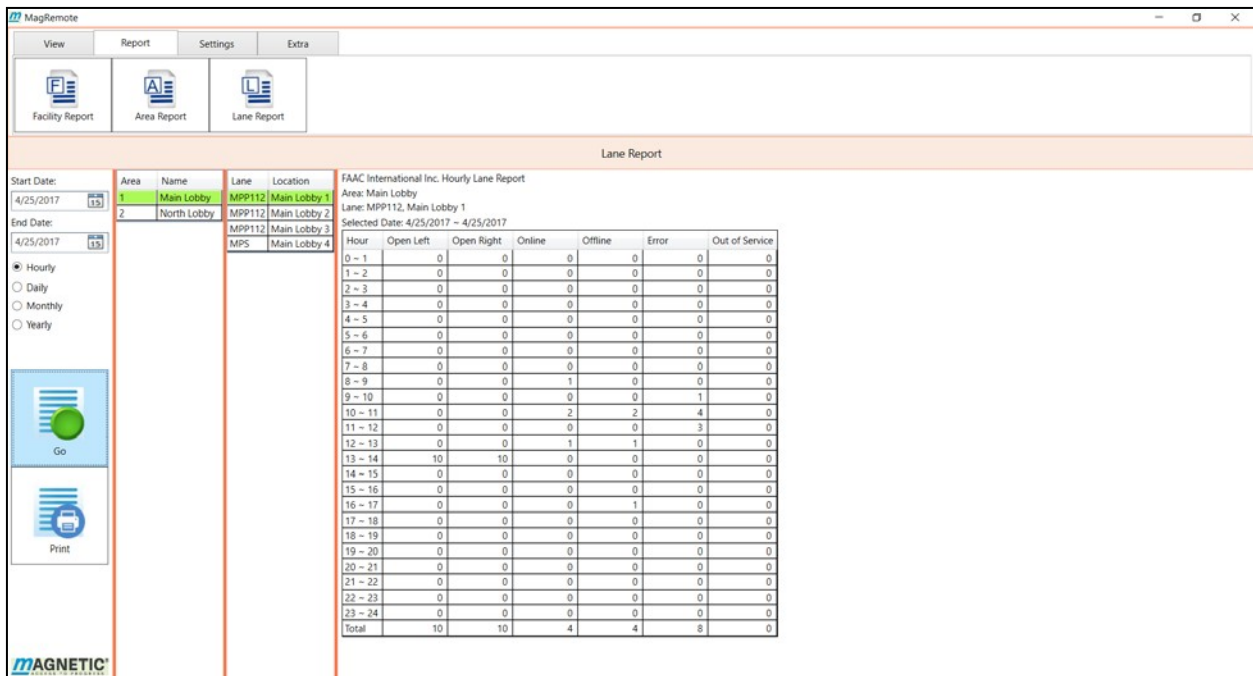 MagRemote
View Report Settings Extra
Facility Report Area Report Lane Report
Lane Report
Start Date:
4/25/2017 15
End Date:
4/25/2017 15
Hourly
Daily
Monthly
Yearly
Go
Print
MAGNETIC®
ACCESS TO PROGRESS
Area Name
1 Main Lobby
2 North Lobby
Lane Location
MPP112 Main Lobby 1
MPP112 Main Lobby 2
MPP112 Main Lobby 3
MPS Main Lobby 4
FAAC International Inc. Hourly Lane Report
Area: Main Lobby
Lane: MPP112, Main Lobby 1
Selected Date: 4/25/2017 ~ 4/25/2017
Hour Open Left Open Right Online Offline Error Out of Service
0 ~ 1 0 0 0 0 0 0
1 ~ 2 0 0 0 0 0 0
2 ~ 3 0 0 0 0 0 0
3 ~ 4 0 0 0 0 0 0
4 ~ 5 0 0 0 0 0 0
5 ~ 6 0 0 0 0 0 0
6 ~ 7 0 0 0 0 0 0
7 ~ 8 0 0 0 0 0 0
8 ~ 9 0 0 1 0 0 0
9 ~ 10 0 0 0 0 1 0
10 ~ 11 0 0 2 2 4 0
11 ~ 12 0 0 0 0 3 0
12 ~ 13 0 0 1 1 0 0
13 ~ 14 10 10 0 0 0 0
14 ~ 15 0 0 0 0 0 0
15 ~ 16 0 0 0 0 0 0
16 ~ 17 0 0 0 1 0 0
17 ~ 18 0 0 0 0 0 0
18 ~ 19 0 0 0 0 0 0
19 ~ 20 0 0 0 0 0 0
20 ~ 21 0 0 0 0 0 0
21 ~ 22 0 0 0 0 0 0
22 ~ 23 0 0 0 0 0 0
23 ~ 24 0 0 0 0 0 0
Total 10 10 4 4 8 0